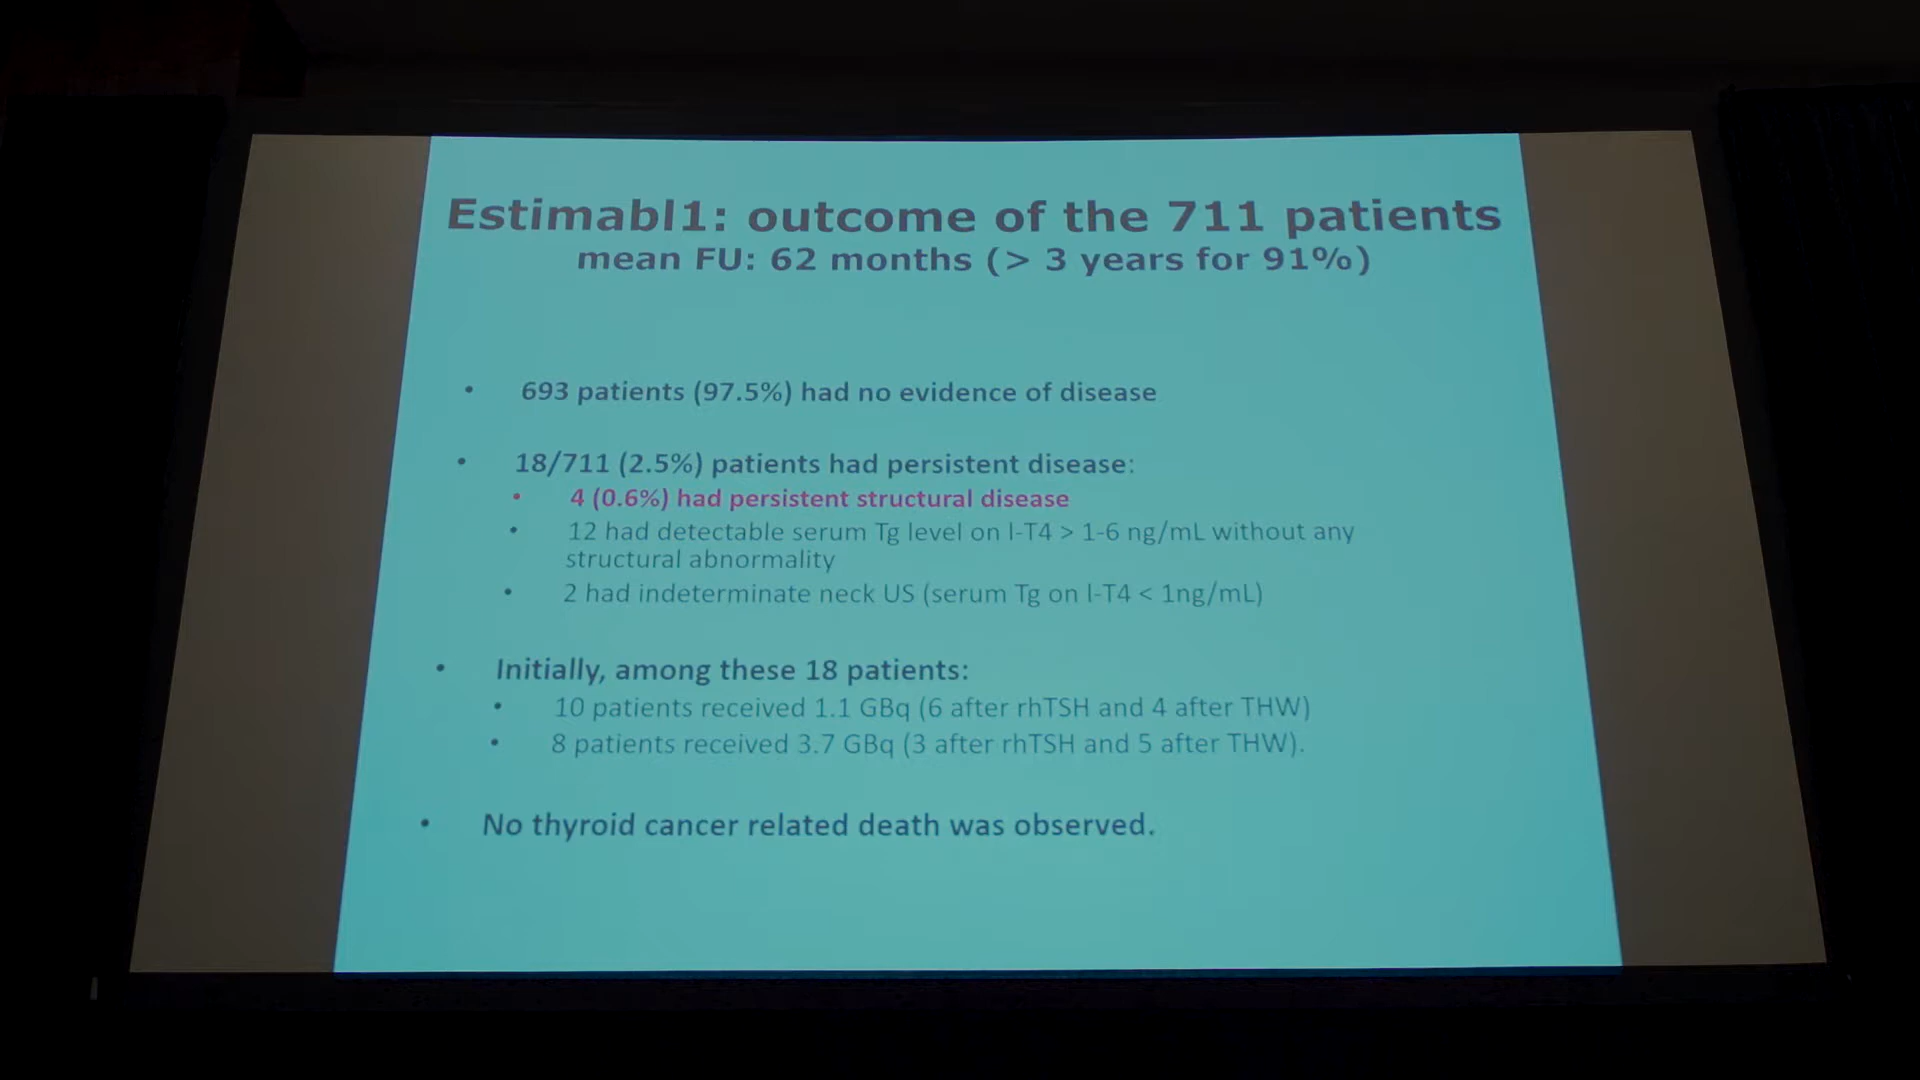 Estimabl1: outcome of the 711 patients
mean FU: 62 months (> 3 years for 91%)
• 693 patients (97.5%) had no evidence of disease
• 18/711 (2.5%) patients had persistent disease:
• 4 (0.6%) had persistent structural disease
• 12 had detectable serum Tg level on l-T4 > 1-6 ng/mL without any
structural abnormality
• 2 had indeterminate neck US (serum Tg on l-T4 < 1ng/mL)
• Initially, among these 18 patients:
• 10 patients received 1.1 GBq (6 after rhTSH and 4 after THW)
• 8 patients received 3.7 GBq (3 after rhTSH and 5 after THW).
• No thyroid cancer related death was observed.